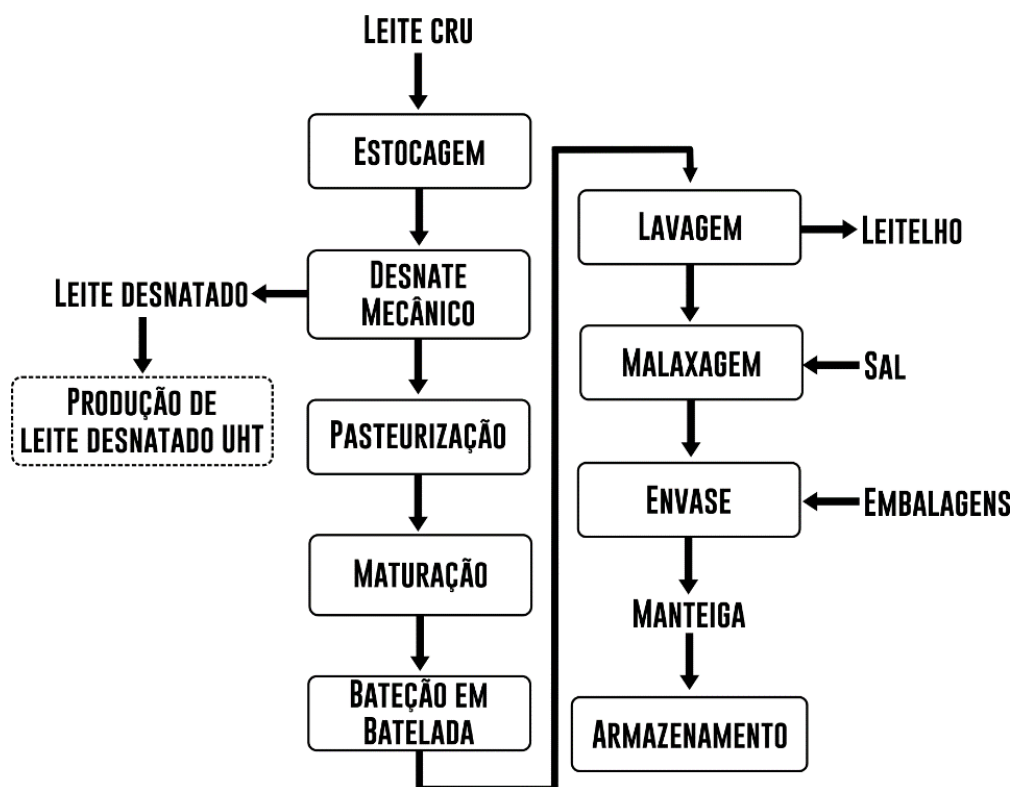 LEITE CRU
ESTOCAGEM
DESNATE
MECÂNICO
LEITE DESNATADO
PRODUÇÃO DE
LEITE DESNATADO UHT
PASTEURIZAÇÃO
MATURAÇÃO
BATEÇÃO EM
BATELADA
LAVAGEM
LEITELHO
MALAXAGEM
SAL
ENVASE
EMBALAGENS
MANTEIGA
ARMAZENAMENTO